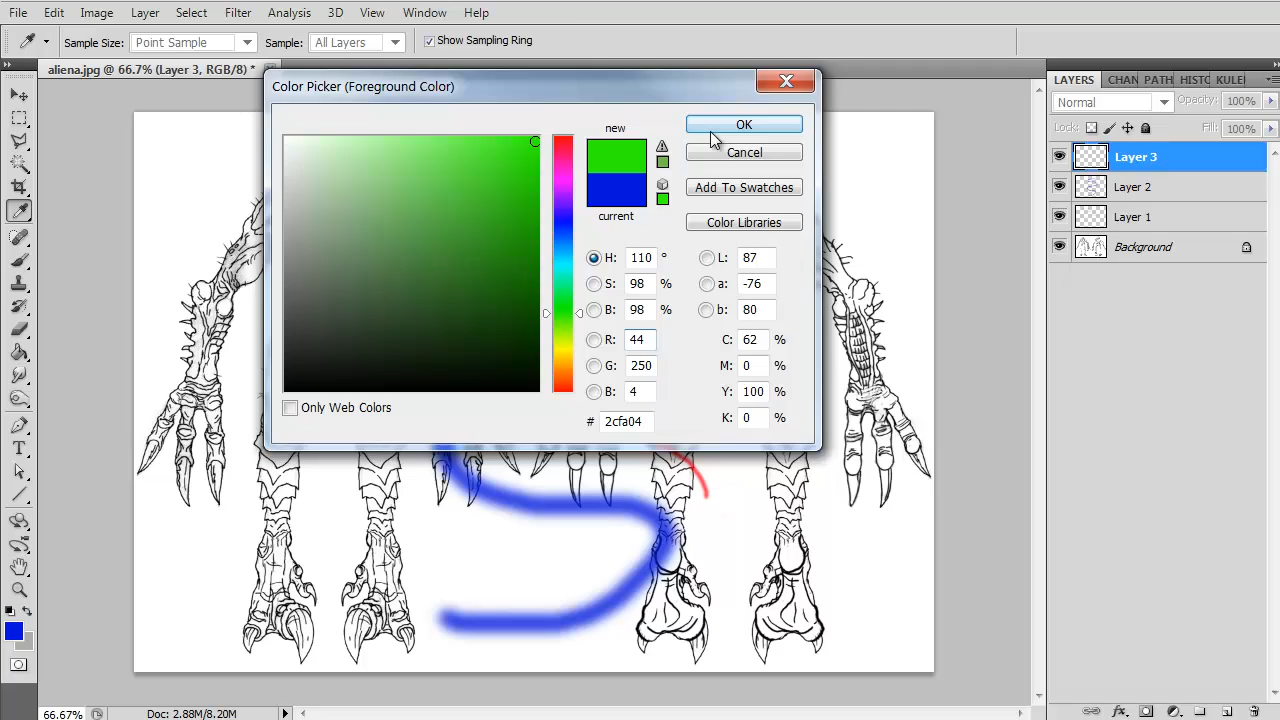 File Edit Image Layer Select Filter Analysis 3D View Window Help
Sample Size: Point Sample Sample: All Layers Show Sampling Ring
aliena.jpg @ 66.7% (Layer 3, RGB/8) *
LAYERS CHAN PATH HISTC KULEI
Normal Opacity: 100%
Lock: Fill: 100%
Layer 3
Layer 2
Layer 1
Background
Color Picker (Foreground Color)
new
current
OK
Cancel
Add To Swatches
Color Libraries
H: 110 ° L: 87
S: 98 % a: -76
B: 98 % b: 80
R: 44 C: 62 %
G: 250 M: 0 %
B: 4 Y: 100 %
# 2cfa04 K: 0 %
Only Web Colors
T
66.67% Doc: 2.88M/8.20M
fx